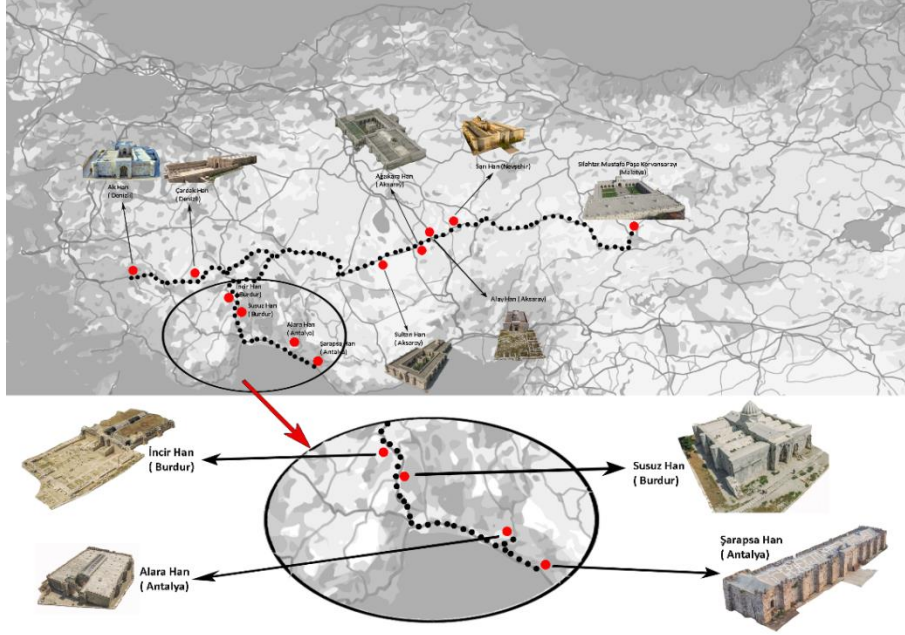 Ak Han
( Denizli)
Çardak Han
( Denizli)
Ağzıkara Han
( Aksaray)
Sarı Han (Nevşehir)
Silahtar Mustafa Paşa Kervansarayı
(Malatya)
İncir Han
(Burdur)
Susuz Han
( Burdur)
Alara Han
( Antalya)
Şarapsa Han
( Antalya)
Sultan Han
( Aksaray)
Alay Han ( Aksaray)
İncir Han
( Burdur)
Susuz Han
( Burdur)
Alara Han
( Antalya)
Şarapsa Han
( Antalya)